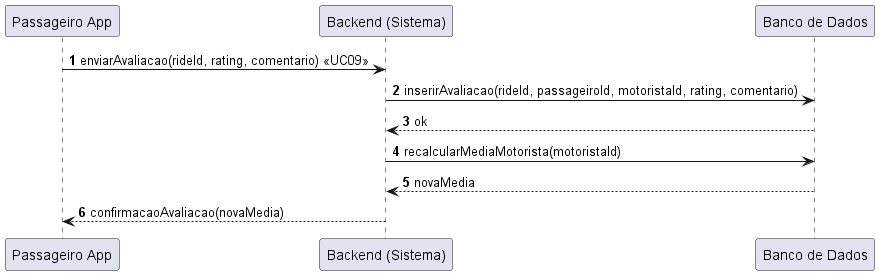 Passageiro App
Backend (Sistema)
Banco de Dados
1 enviarAvaliacao(rideId, rating, comentario) «UC09»
2 inserirAvaliacao(rideId, passageiroId, motoristaId, rating, comentario)
3 ok
4 recalcularMediaMotorista(motoristaId)
5 novaMedia
6 confirmacaoAvaliacao(novaMedia)
Passageiro App
Backend (Sistema)
Banco de Dados